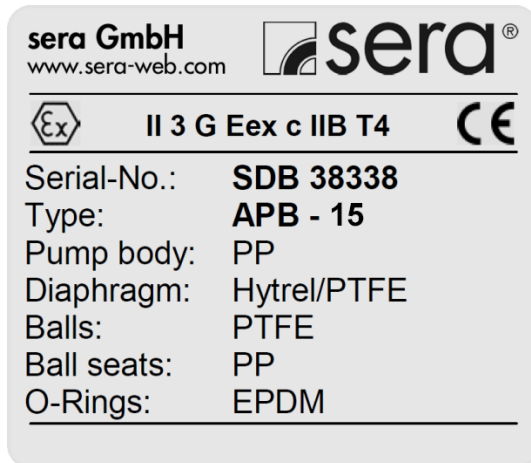 sera GmbH
www.sera-web.com
sera®
Ex II 3 G Eex c IIB T4 CE
Serial-No.: SDB 38338
Type: APB - 15
Pump body: PP
Diaphragm: Hytrel/PTFE
Balls: PTFE
Ball seats: PP
O-Rings: EPDM